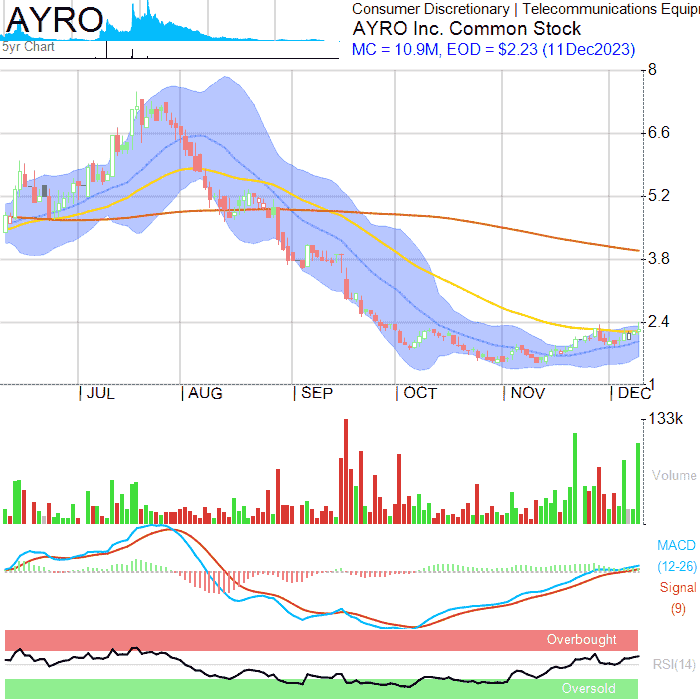 AYRO
5yr Chart
Consumer Discretionary | Telecommunications Equip
AYRO Inc. Common Stock
MC = 10.9M, EOD = $2.23 (11Dec2023)
8
6.6
5.2
3.8
2.4
1
JUL AUG SEP OCT NOV DEC
133k
Volume
MACD
(12-26)
Signal
(9)
Overbought
RSI(14)
Oversold